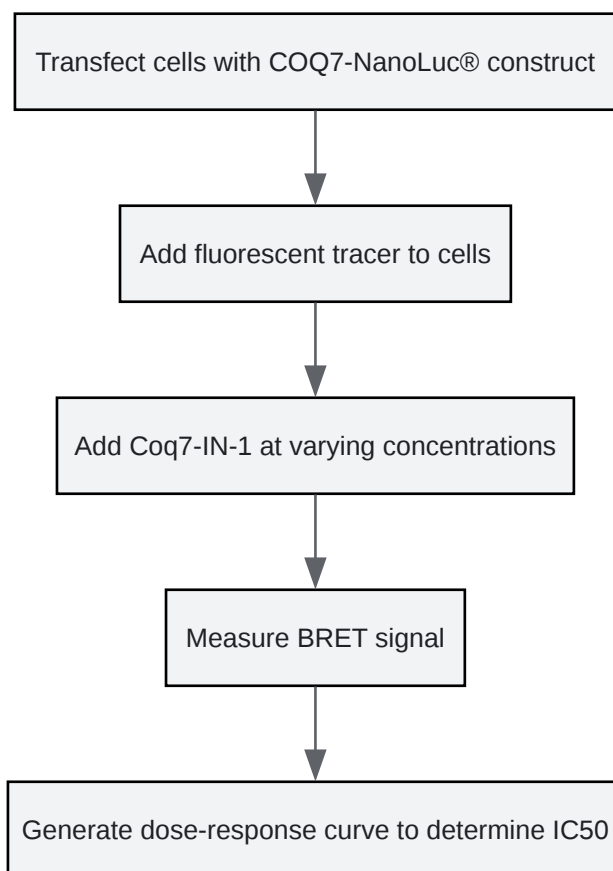 Transfect cells with COQ7-NanoLuc® construct
Add fluorescent tracer to cells
Add Coq7-IN-1 at varying concentrations
Measure BRET signal
Generate dose-response curve to determine IC50